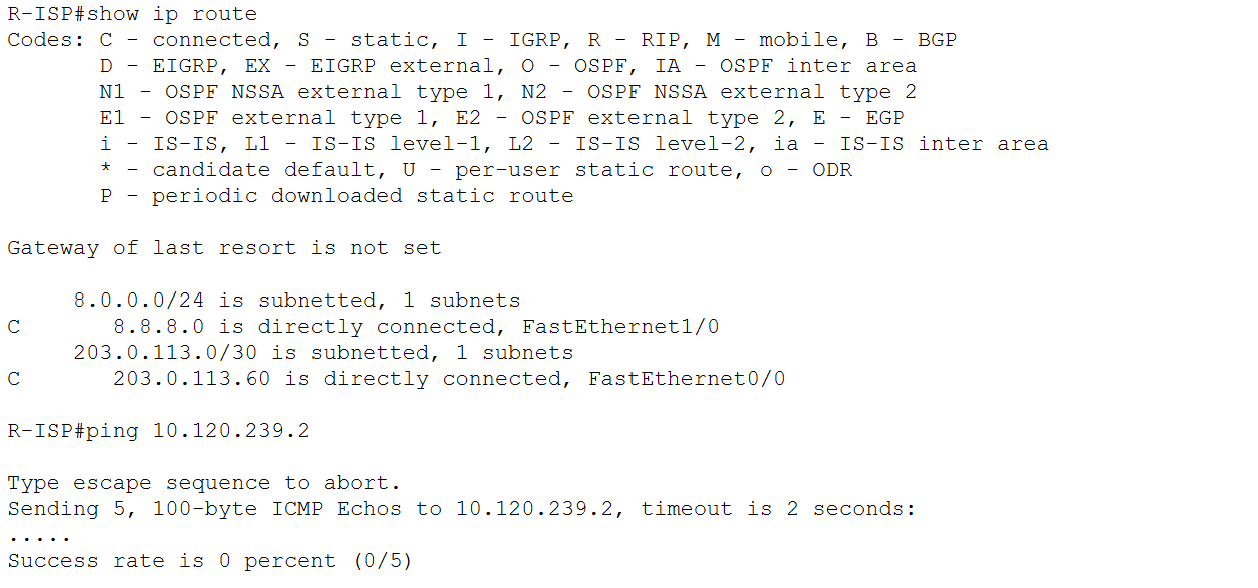 R-ISP#show ip route
Codes: C - connected, S - static, I - IGRP, R - RIP, M - mobile, B - BGP
       D - EIGRP, EX - EIGRP external, O - OSPF, IA - OSPF inter area
       N1 - OSPF NSSA external type 1, N2 - OSPF NSSA external type 2
       E1 - OSPF external type 1, E2 - OSPF external type 2, E - EGP
       i - IS-IS, L1 - IS-IS level-1, L2 - IS-IS level-2, ia - IS-IS inter area
       * - candidate default, U - per-user static route, o - ODR
       P - periodic downloaded static route

Gateway of last resort is not set

     8.0.0.0/24 is subnetted, 1 subnets
C       8.8.8.0 is directly connected, FastEthernet1/0
     203.0.113.0/30 is subnetted, 1 subnets
C       203.0.113.60 is directly connected, FastEthernet0/0

R-ISP#ping 10.120.239.2

Type escape sequence to abort.
Sending 5, 100-byte ICMP Echos to 10.120.239.2, timeout is 2 seconds:
.....
Success rate is 0 percent (0/5)